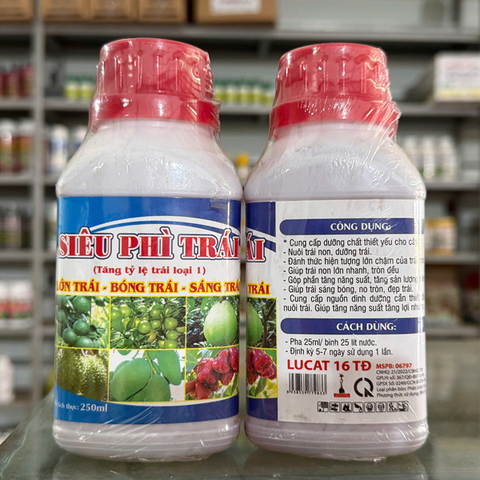 SIÊU PHÌ TRÁI
(Tăng tỷ lệ trái loại 1)
LỚN TRÁI - BÓNG TRÁI - SÁNG
tích thực: 250ml
ÁI
TRÁI
CÔNG DỤNG:
* Cung cấp dưỡng chất thiết yếu cho
- Nuôi trái non, dưỡng trái.
- Đánh thức hiện tượng lớn chậm của
- Giúp trái non lớn nhanh, tròn đều
- Góp phần tăng năng suất, tăng sản lượng
- Giúp trái sáng bóng, no tròn, đẹp trái.
- Cung cấp nguồn dinh dưỡng cần
nuôi trái. Giúp tăng năng suất tăng lợi
CÁCH DÙNG:
- Pha 25ml/ bình 25 lít nước.
- Định kỳ 5-7 ngày sử dụng 1 lần.
LUCAT 16 TĐ
MSPB: 06797